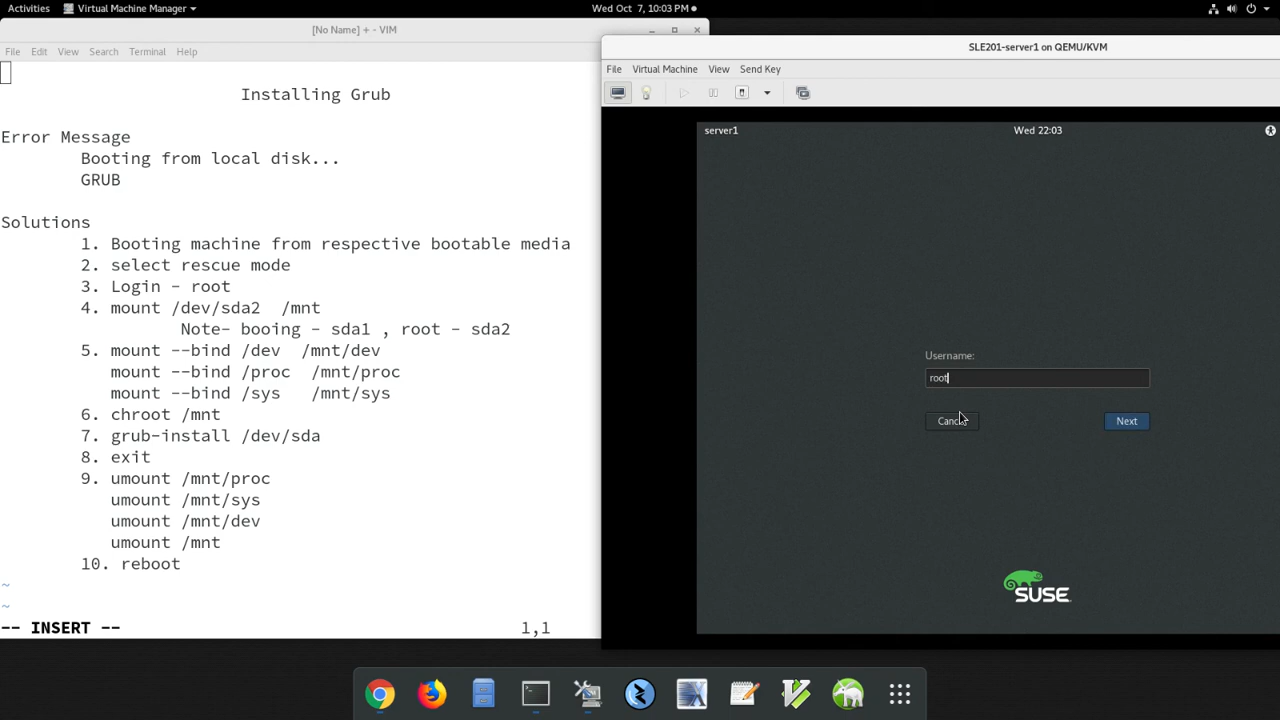 Activities Virtual Machine Manager Wed Oct 7, 10:03 PM
[No Name] + - VIM
File Edit View Search Terminal Help
Installing Grub
Error Message
Booting from local disk...
GRUB
Solutions
1. Booting machine from respective bootable media
2. select rescue mode
3. Login - root
4. mount /dev/sda2 /mnt
Note- booing - sda1 , root - sda2
5. mount --bind /dev /mnt/dev
mount --bind /proc /mnt/proc
mount --bind /sys /mnt/sys
6. chroot /mnt
7. grub-install /dev/sda
8. exit
9. umount /mnt/proc
umount /mnt/sys
umount /mnt/dev
umount /mnt
10. reboot
~
~
-- INSERT -- 1,1
SLE201-server1 on QEMU/KVM
File Virtual Machine View Send Key
server1 Wed 22:03
Username:
root
Cancel Next
SUSE